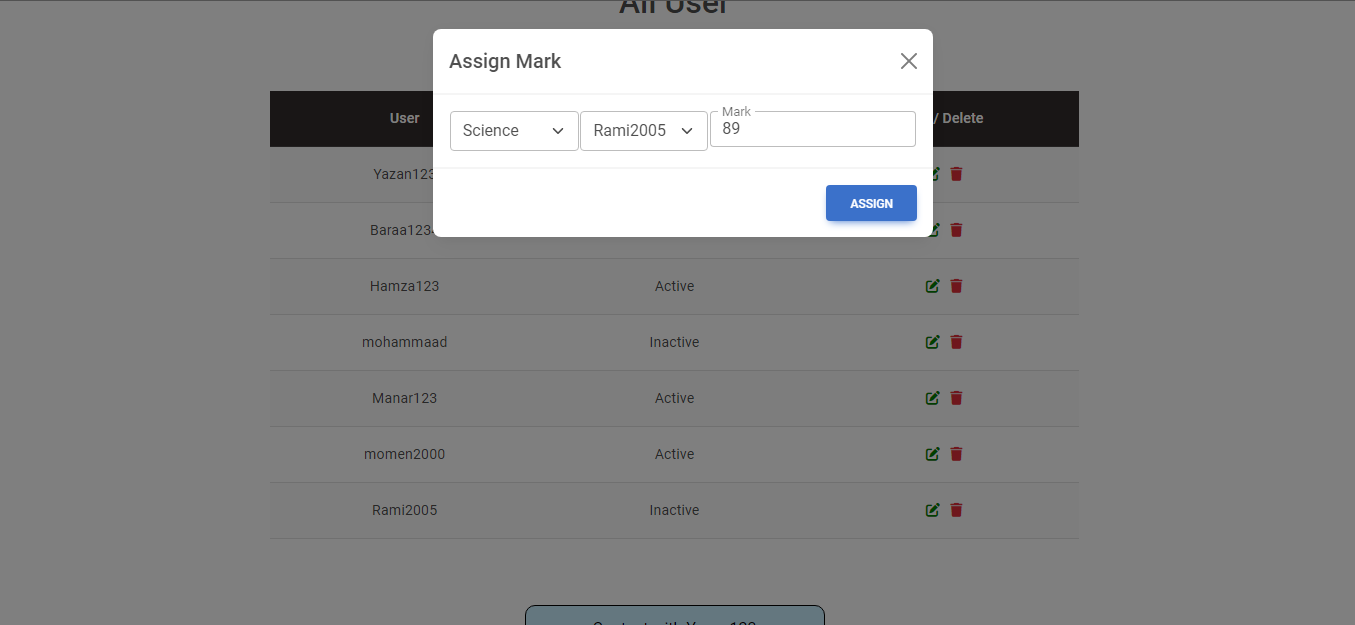 All User
Assign Mark
Mark
Science Rami2005 89
ASSIGN
User / Delete
Yazan123
Baraa123
Hamza123 Active
mohammaad Inactive
Manar123 Active
momen2000 Active
Rami2005 Inactive